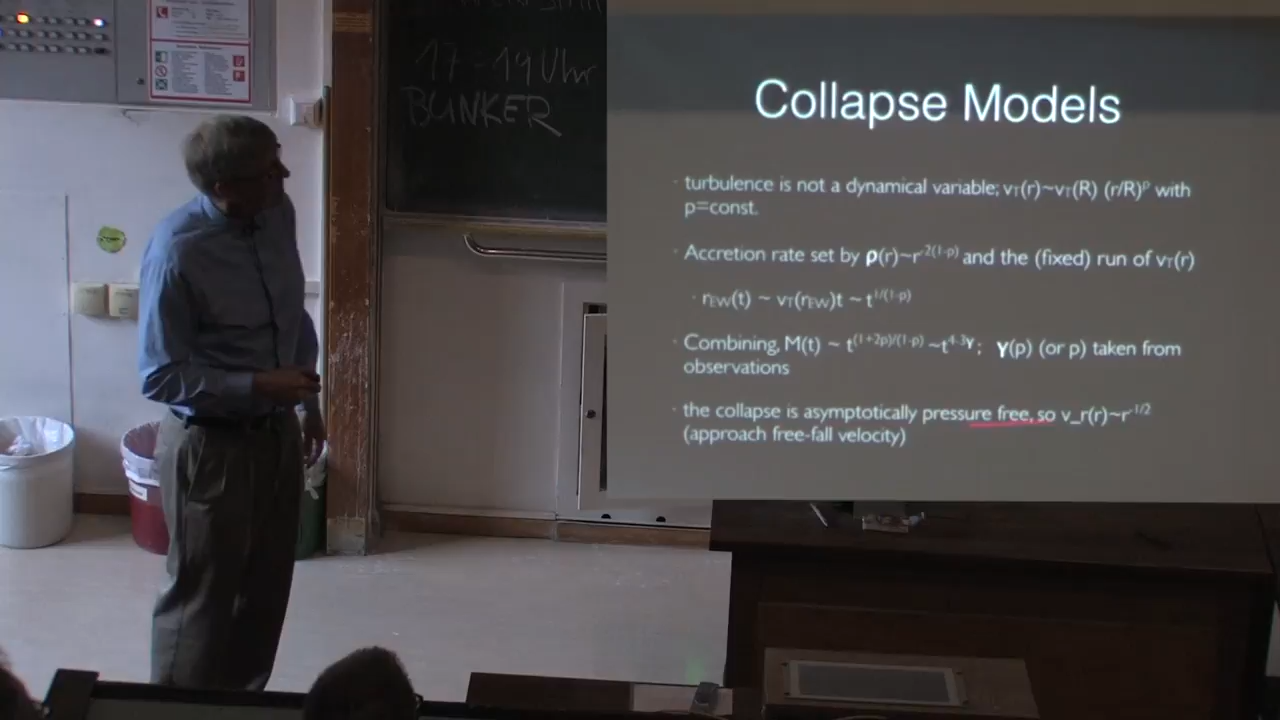 17-19 Uhr
BUNKER
Collapse Models
· turbulence is not a dynamical variable; vT(r)~vT(R) (r/R)^p with
p=const.
· Accretion rate set by ρ(r)~r^-2(1-p) and the (fixed) run of vT(r)
· rEW(t) ~ vT(rEW)t ~ t^1/(1-p)
· Combining, M(t) ~ t^(1+2p)/(1-p) ~t^4-3γ; γ(p) (or p) taken from
observations
· the collapse is asymptotically pressure free, so v_r(r)~r^-1/2
(approach free-fall velocity)